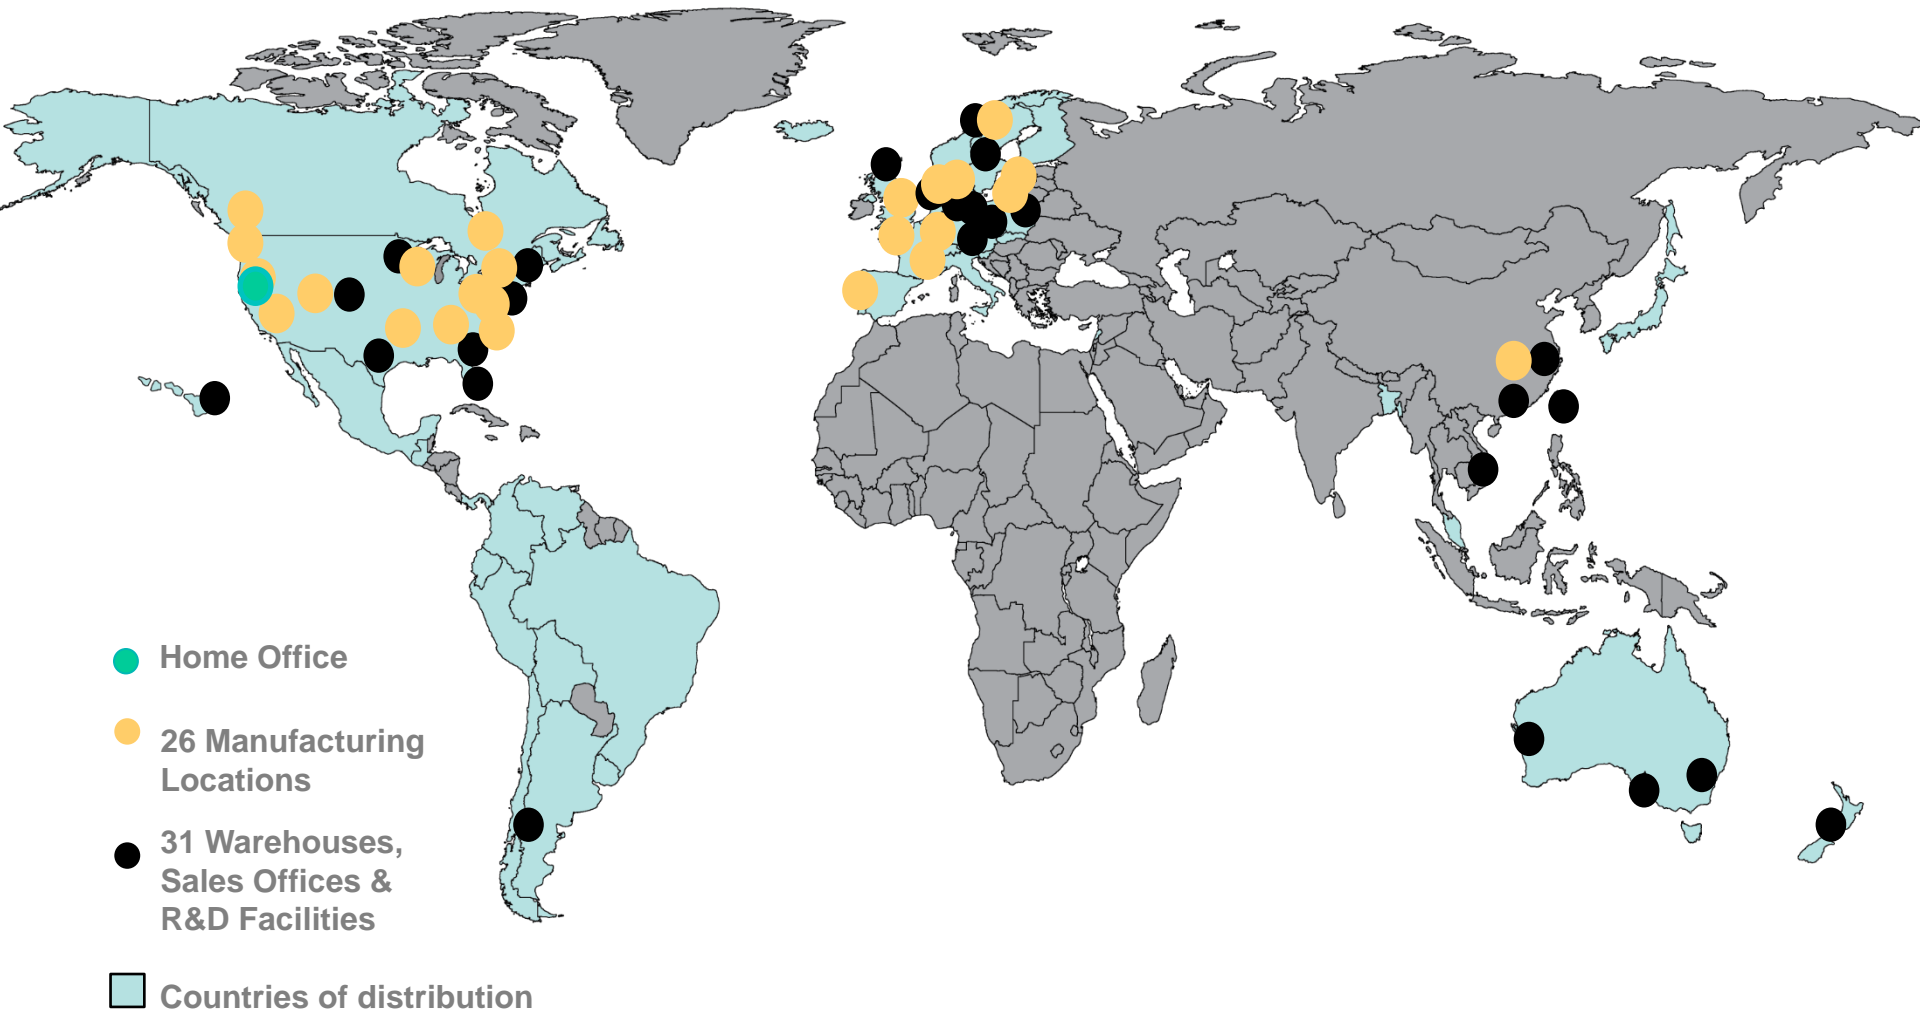 Home Office
26 Manufacturing
Locations
31 Warehouses,
Sales Offices &
R&D Facilities
Countries of distribution